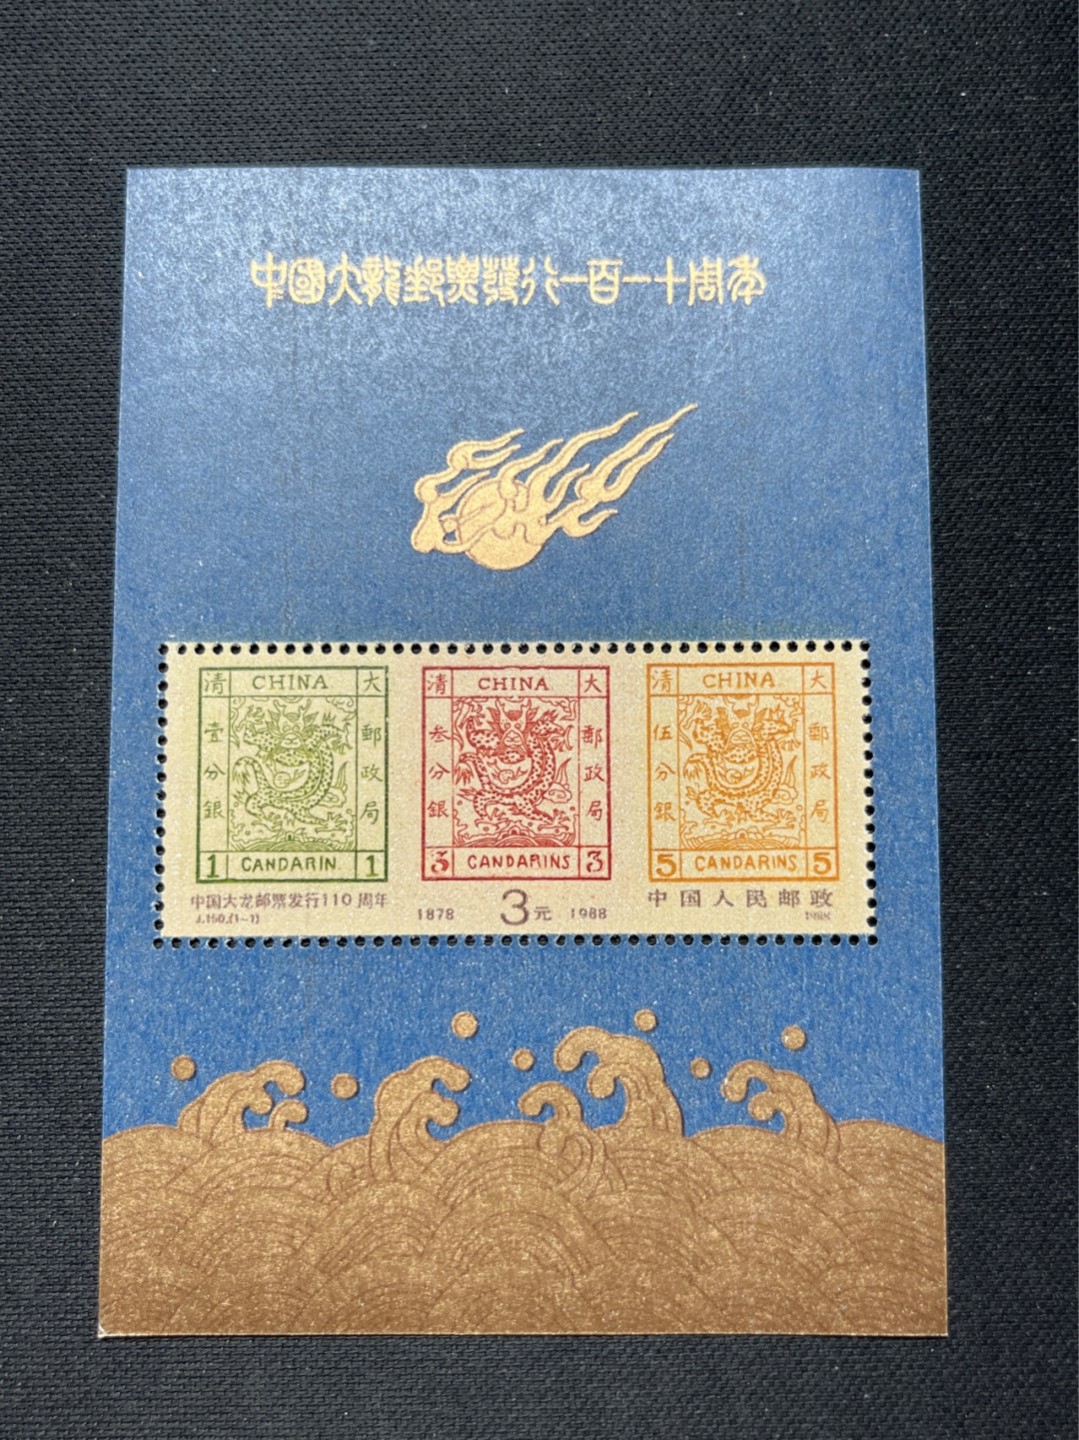 中國大龍郵票發行一百一十周年
清 CHINA 大
壹分銀
郵政局
1 CANDARIN. 1
清 CHINA 大
叁分銀
郵政局
3 CANDARINS 3
清 CHINA 大
伍分銀
郵政局
5 CANDARINS 5
中国大龙邮票发行110周年
J.150.(1-1)
1878 3元 1988
中国人民邮政
1988